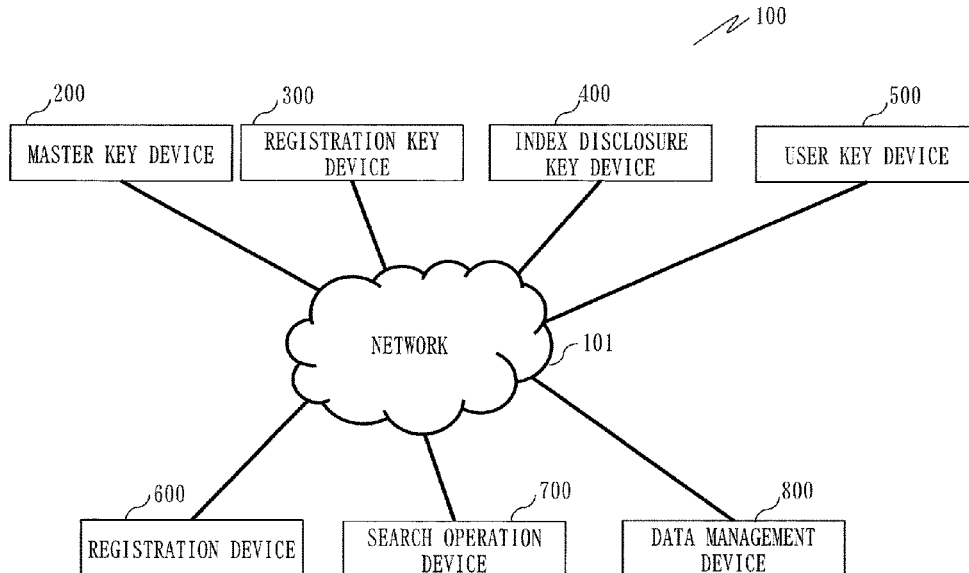 100
200
300
400
500
MASTER KEY DEVICE
REGISTRATION KEY
DEVICE
INDEX DISCLOSURE
KEY DEVICE
USER KEY DEVICE
NETWORK
101
600
700
800
REGISTRATION DEVICE
SEARCH OPERATION
DEVICE
DATA MANAGEMENT
DEVICE